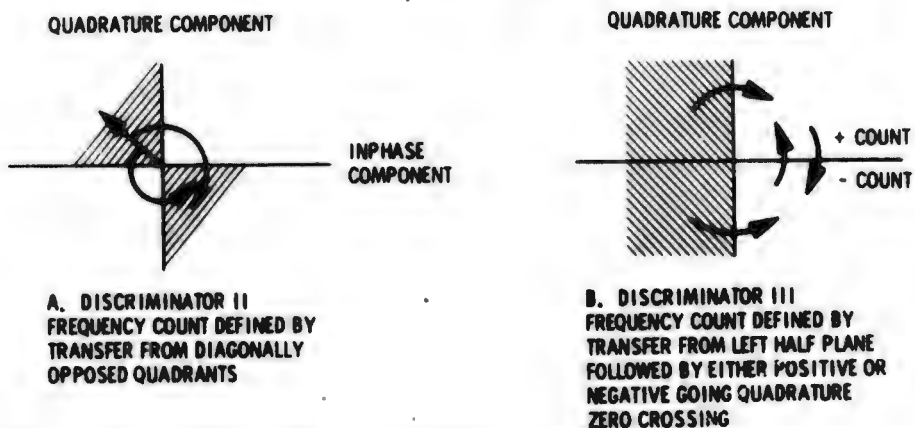 QUADRATURE COMPONENT
INPHASE
COMPONENT
A. DISCRIMINATOR II
FREQUENCY COUNT DEFINED BY
TRANSFER FROM DIAGONALLY
OPPOSED QUADRANTS
QUADRATURE COMPONENT
+ COUNT
- COUNT
B. DISCRIMINATOR III
FREQUENCY COUNT DEFINED BY
TRANSFER FROM LEFT HALF PLANE
FOLLOWED BY EITHER POSITIVE OR
NEGATIVE GOING QUADRATURE
ZERO CROSSING